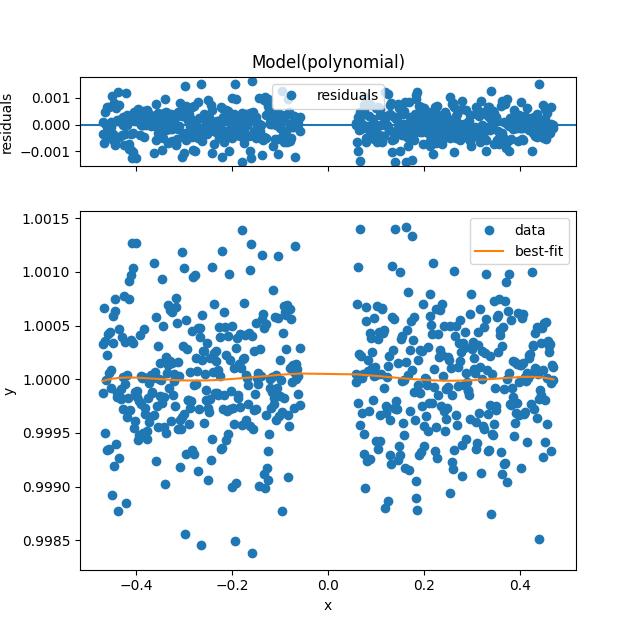 Model(polynomial)
residuals
0.001
0.000
−0.001
residuals
1.0015
1.0010
1.0005
1.0000
0.9995
0.9990
0.9985
y
data
best-fit
−0.4
−0.2
0.0
0.2
0.4
x